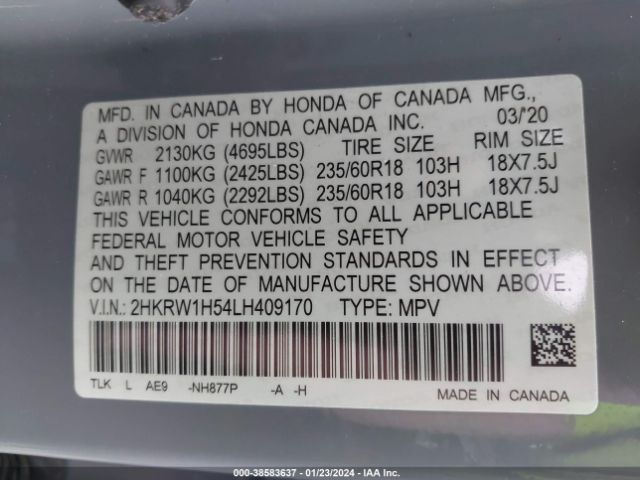 MFD. IN CANADA BY HONDA OF CANADA MFG.,
A DIVISION OF HONDA CANADA INC. 03/'20
GVWR 2130KG (4695LBS) TIRE SIZE RIM SIZE
GAWR F 1100KG (2425LBS) 235/60R18 103H 18X7.5J
GAWR R 1040KG (2292LBS) 235/60R18 103H 18X7.5J
THIS VEHICLE CONFORMS TO ALL APPLICABLE
FEDERAL MOTOR VEHICLE SAFETY
AND THEFT PREVENTION STANDARDS IN EFFECT
ON THE DATE OF MANUFACTURE SHOWN ABOVE.
V.I.N.: 2HKRW1H54LH409170 TYPE: MPV
TLK L AE9 -NH877P -A -H
MADE IN CANADA
000-38583637 - 01/23/2024 - IAA Inc.